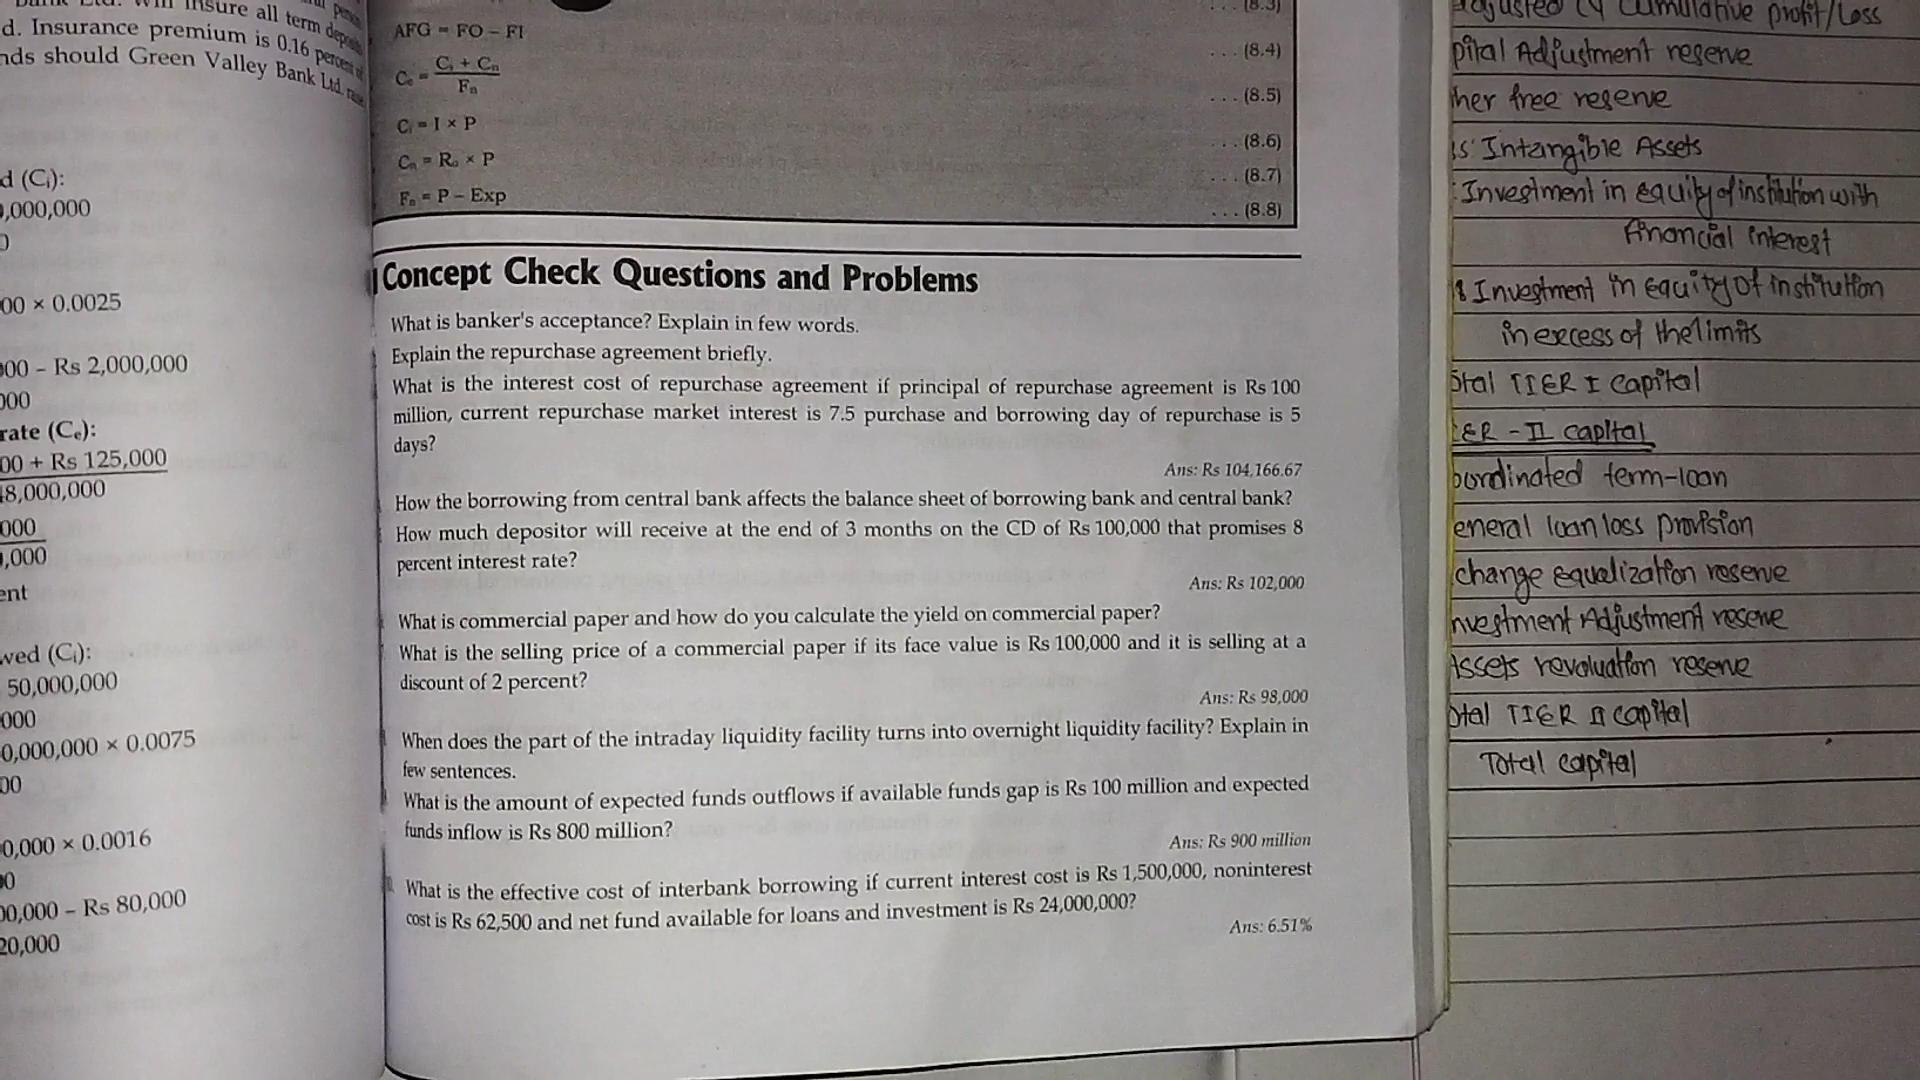 insure all term
d. Insurance premium is 0.16 percent of
nds should Green Valley Bank Ltd.
d (Cᵢ):
,000,000
0
00 × 0.0025
000 – Rs 2,000,000
000
rate (Cₑ):
00 + Rs 125,000
8,000,000
000
,000
ent
wed (Cᵢ):
50,000,000
000
0,000,000 × 0.0075
00
0,000 × 0.0016
00,000 – Rs 80,000
20,000
... (8.3)
AFG = FO – FI
... (8.4)
Cₑ = Cᵢ + Cₙ
Fₙ
... (8.5)
Cᵢ = I × P
... (8.6)
Cₙ = Rₒ × P
... (8.7)
Fₙ = P – Exp
... (8.8)
Concept Check Questions and Problems
What is banker's acceptance? Explain in few words.
Explain the repurchase agreement briefly.
What is the interest cost of repurchase agreement if principal of repurchase agreement is Rs 100
million, current repurchase market interest is 7.5 purchase and borrowing day of repurchase is 5
days?
Ans: Rs 104,166.67
How the borrowing from central bank affects the balance sheet of borrowing bank and central bank?
How much depositor will receive at the end of 3 months on the CD of Rs 100,000 that promises 8
percent interest rate?
Ans: Rs 102,000
What is commercial paper and how do you calculate the yield on commercial paper?
What is the selling price of a commercial paper if its face value is Rs 100,000 and it is selling at a
discount of 2 percent?
Ans: Rs 98,000
When does the part of the intraday liquidity facility turns into overnight liquidity facility? Explain in
few sentences.
What is the amount of expected funds outflows if available funds gap is Rs 100 million and expected
funds inflow is Rs 800 million?
Ans: Rs 900 million
What is the effective cost of interbank borrowing if current interest cost is Rs 1,500,000, noninterest
cost is Rs 62,500 and net fund available for loans and investment is Rs 24,000,000?
Ans: 6.51%
cumulative profit/Loss
pital Adjustment reserve
her free reserve
s: Intangible Assets
: Investment in equity of institution with
financial interest
Investment in equity of institution
in excess of the limits
otal TIER I capital
ER - II capital
bordinated term-loan
eneral loan loss provision
change equalization reserve
nvestment Adjustment reserve
Assets revaluation reserve
otal TIER II capital
Total capital